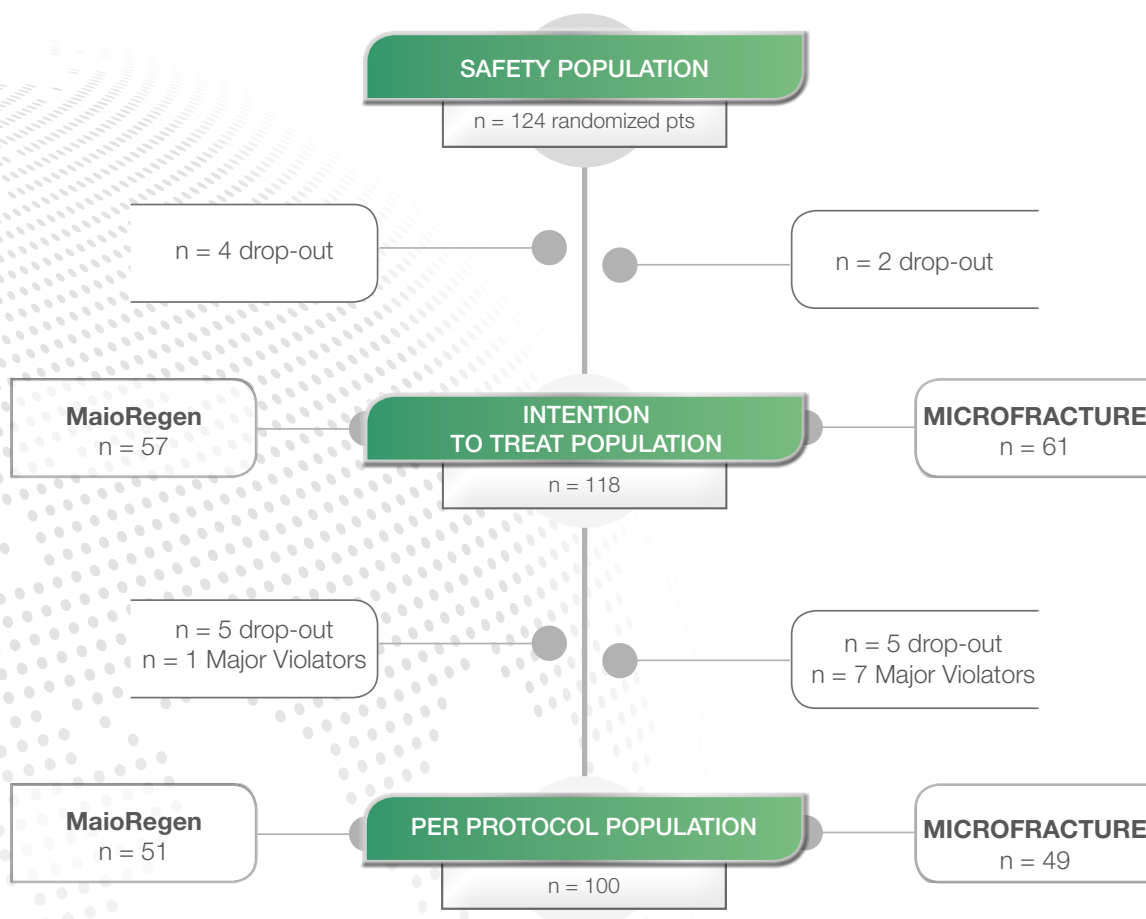 SAFETY POPULATION
n = 124 randomized pts
n = 4 drop-out
n = 2 drop-out
MaioRegen
n = 57
INTENTION
TO TREAT POPULATION
n = 118
MICROFRACTURE
n = 61
n = 5 drop-out
n = 1 Major Violators
n = 5 drop-out
n = 7 Major Violators
MaioRegen
n = 51
PER PROTOCOL POPULATION
n = 100
MICROFRACTURE
n = 49